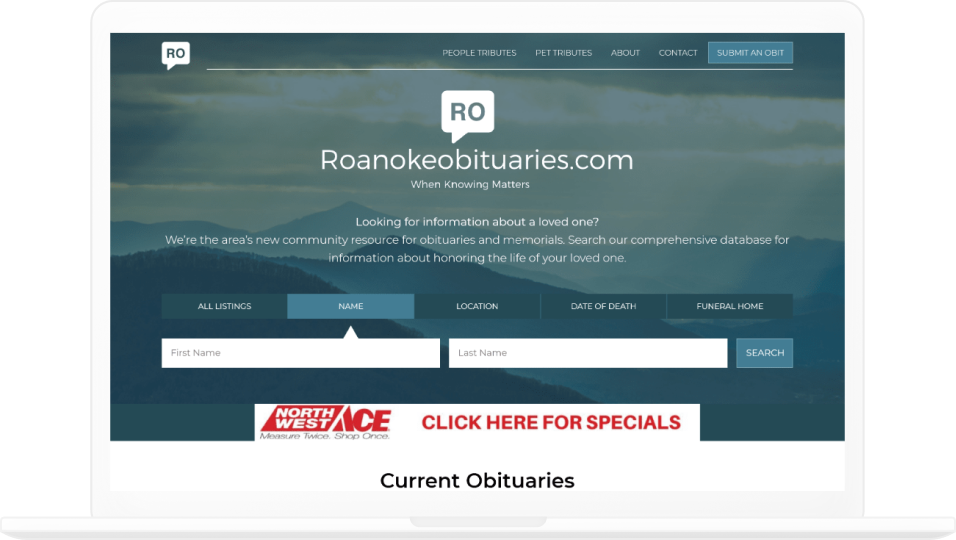 RO
PEOPLE TRIBUTES PET TRIBUTES ABOUT CONTACT SUBMIT AN OBIT
RO
Roanokeobituaries.com
When Knowing Matters
Looking for information about a loved one?
We're the area's new community resource for obituaries and memorials. Search our comprehensive database for
information about honoring the life of your loved one.
ALL LISTINGS NAME LOCATION DATE OF DEATH FUNERAL HOME
First Name Last Name SEARCH
NORTH
WEST ACE
Measure Twice. Shop Once.
CLICK HERE FOR SPECIALS
Current Obituaries